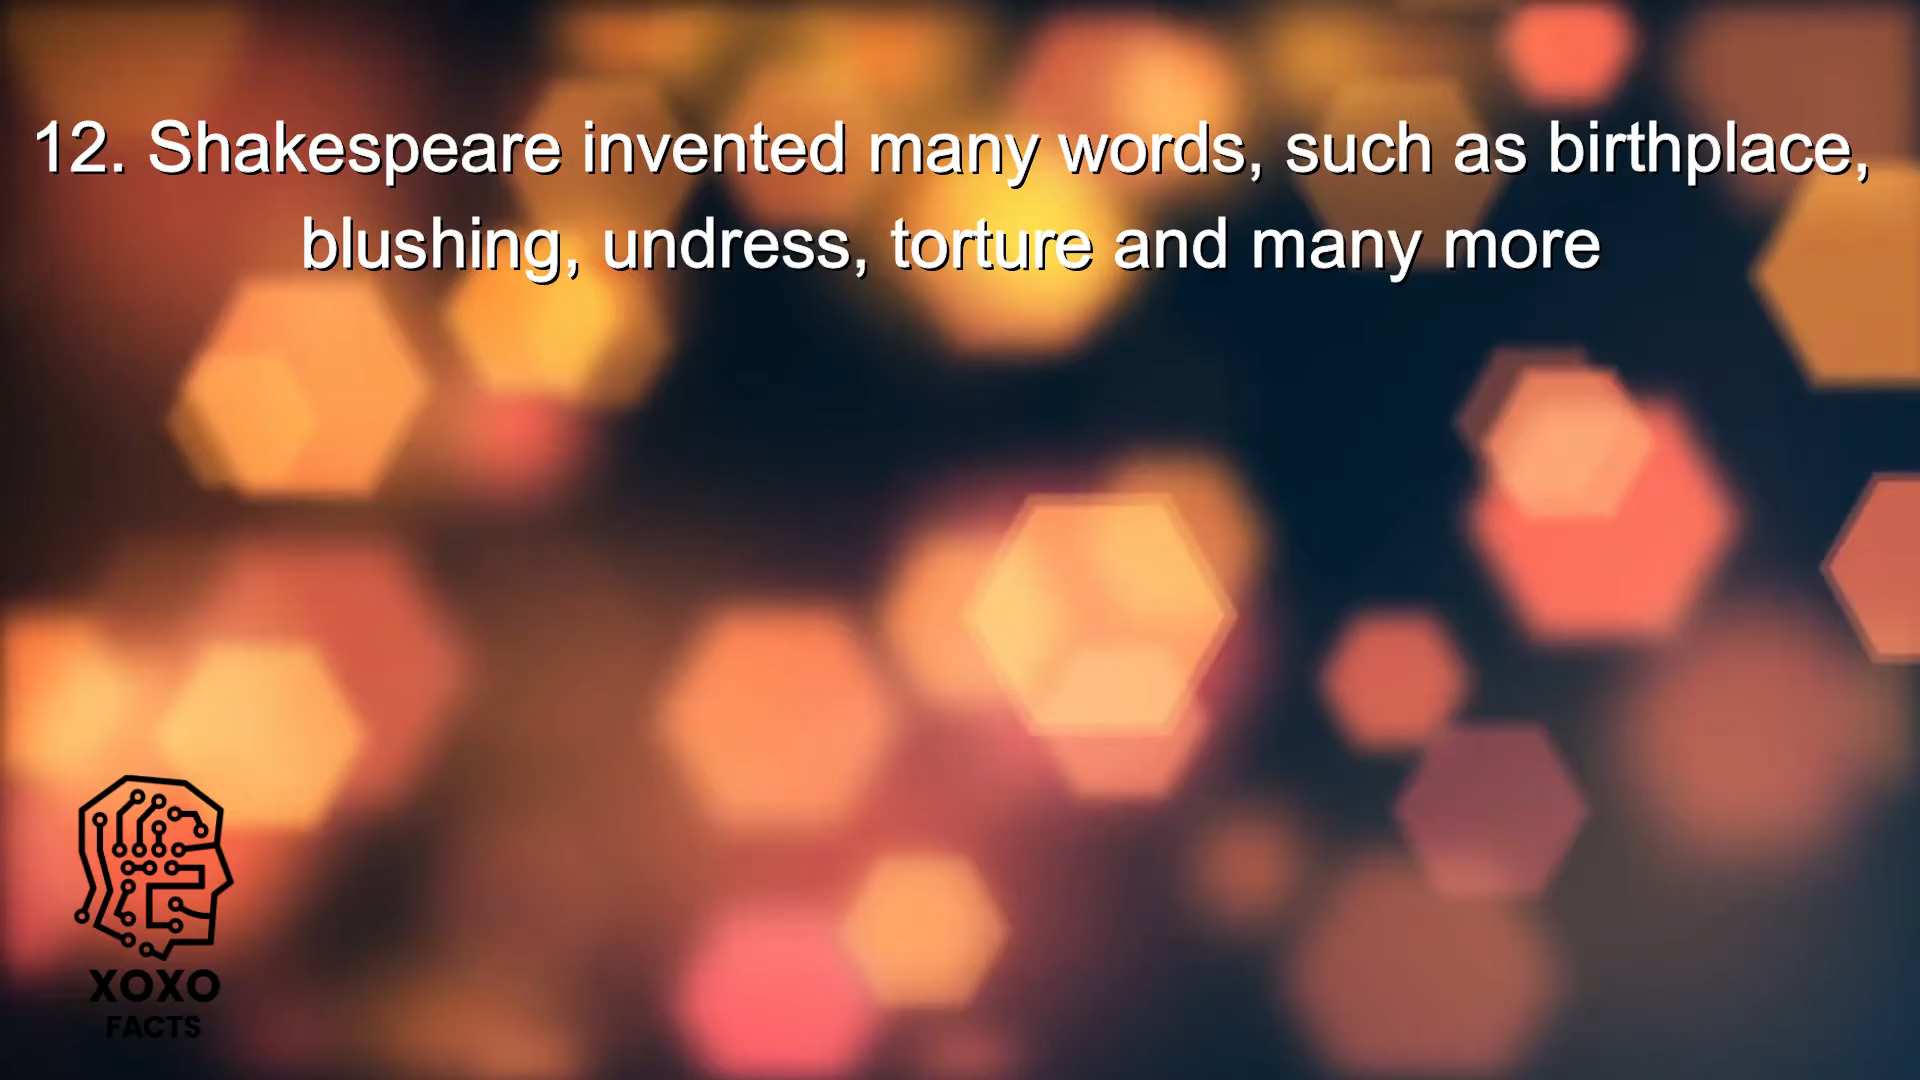 12. Shakespeare invented many words, such as birthplace,
blushing, undress, torture and many more
XOXO
FACTS